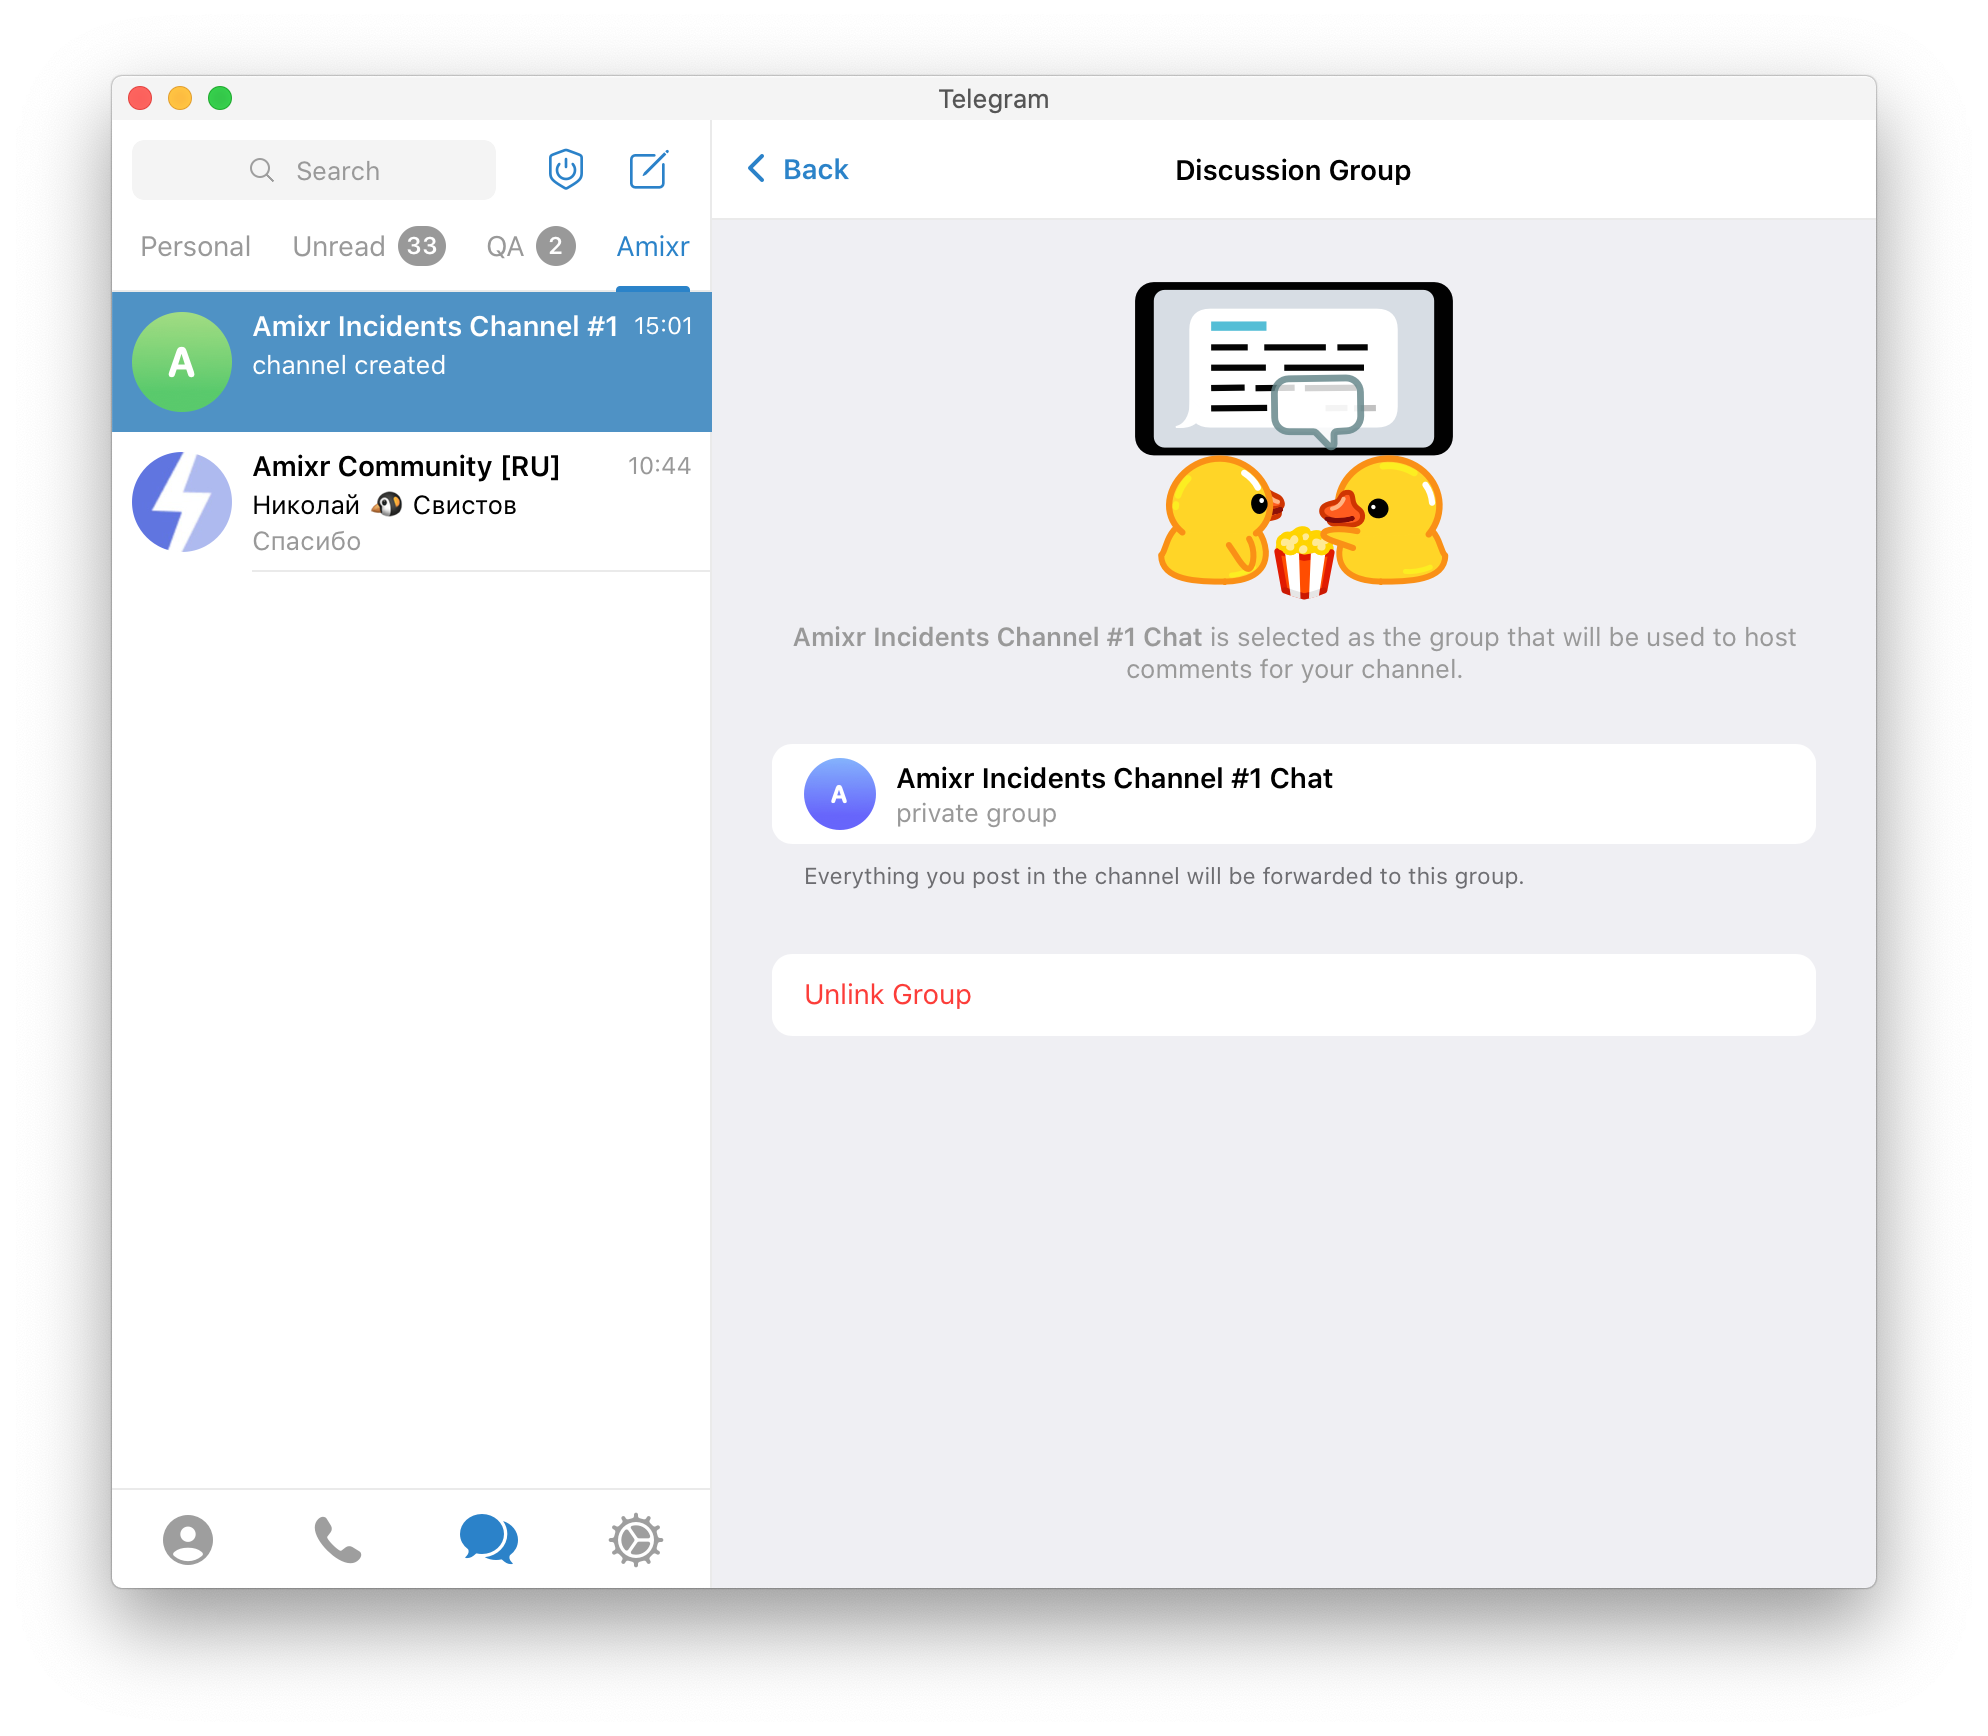 Telegram
Search
Personal Unread 33 QA 2 Amixr
A
Amixr Incidents Channel #1 15:01
channel created
Amixr Community [RU] 10:44
Николай 🐧 Свистов
Спасибо
Back
Discussion Group
Amixr Incidents Channel #1 Chat is selected as the group that will be used to host
comments for your channel.
A
Amixr Incidents Channel #1 Chat
private group
Everything you post in the channel will be forwarded to this group.
Unlink Group